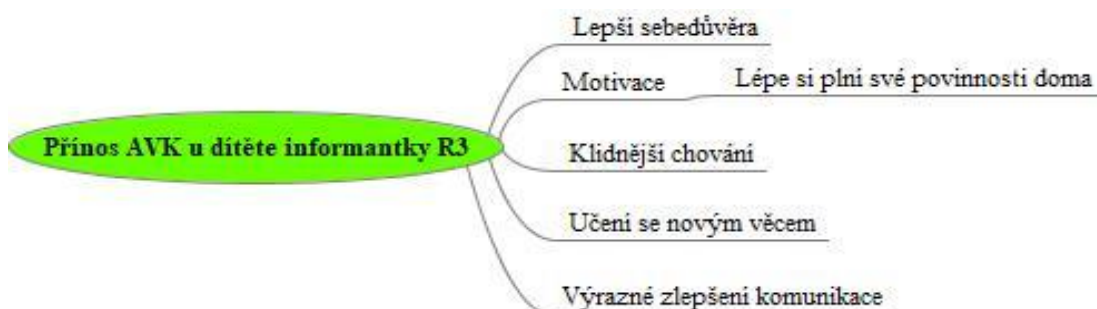 Lepší sebedůvěra
Motivace
Lépe si plní své povinnosti doma
Přínos AVK u dítěte informantky R3
Klidnější chování
Učení se novým věcem
Výrazné zlepšení komunikace